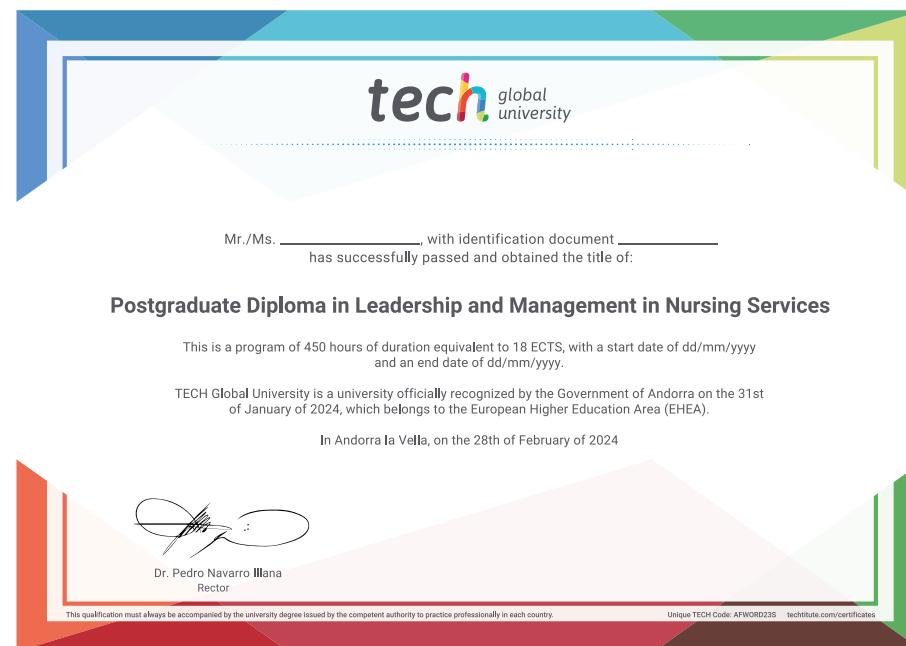 tech global university
Mr./Ms. ____________, with identification document ____________
has successfully passed and obtained the title of:
Postgraduate Diploma in Leadership and Management in Nursing Services
This is a program of 450 hours of duration equivalent to 18 ECTS, with a start date of dd/mm/yyyy
and an end date of dd/mm/yyyy.
TECH Global University is a university officially recognized by the Government of Andorra on the 31st
of January of 2024, which belongs to the European Higher Education Area (EHEA).
In Andorra la Vella, on the 28th of February of 2024
Dr. Pedro Navarro Illana
Rector
This qualification must always be accompanied by the university degree issued by the competent authority to practice professionally in each country.
Unique TECH Code: AFWORD23S techtitute.com/certificates